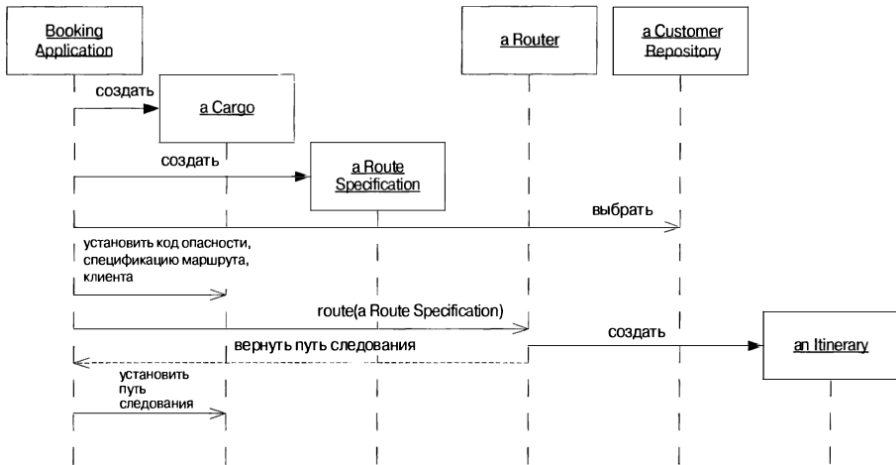 Booking
Application
a Router
a Customer
Repository
создать
a Cargo
создать
a Route
Specification
выбрать
установить код опасности,
спецификацию маршрута,
клиента
route(a Route Specification)
вернуть путь следования
создать
an Itinerary
установить
путь
следования